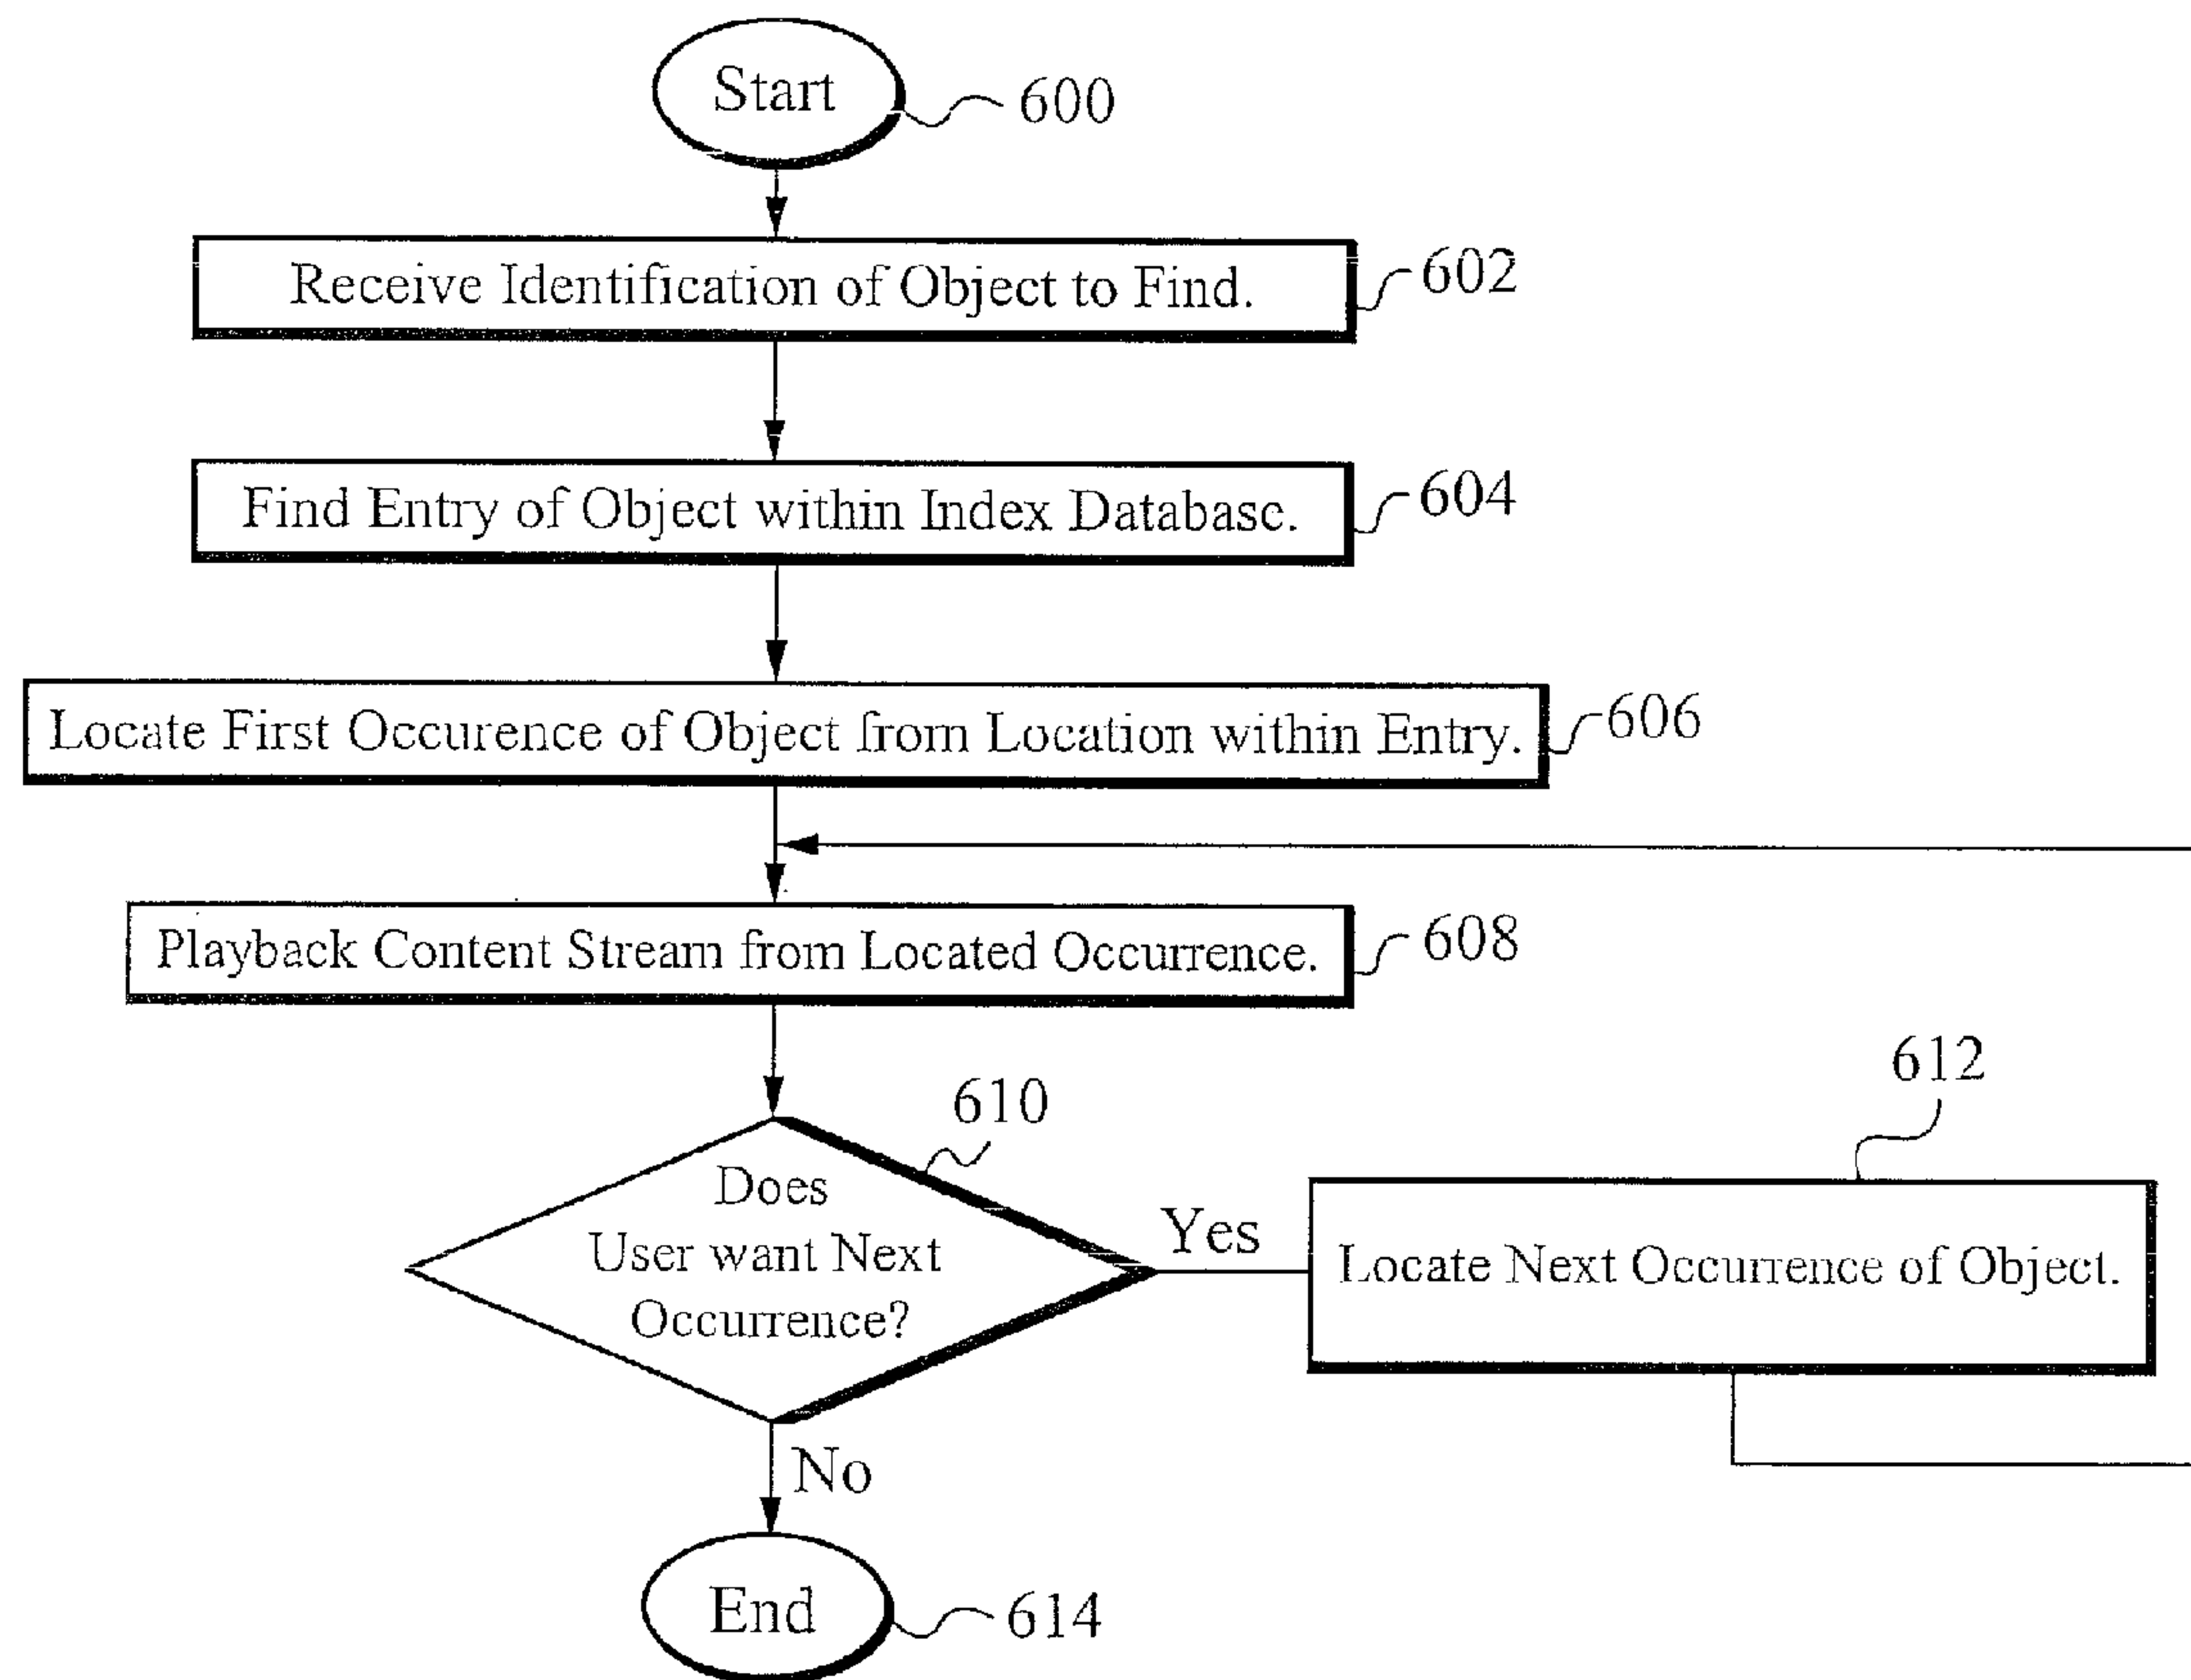 Start
600
Receive Identification of Object to Find.
602
Find Entry of Object within Index Database.
604
Locate First Occurence of Object from Location within Entry.
606
Playback Content Stream from Located Occurrence.
608
610
Does
User want Next
Occurrence?
Yes
612
Locate Next Occurrence of Object.
No
End
614